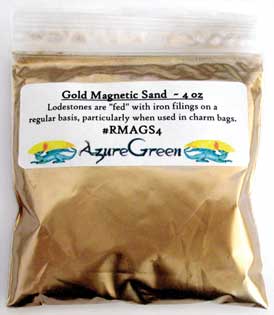 Gold Magnetic Sand ~ 4 oz
Lodestones are "fed" with iron filings on a
regular basis, particularly when used in charm bags.
#RMAGS4
AzureGreen